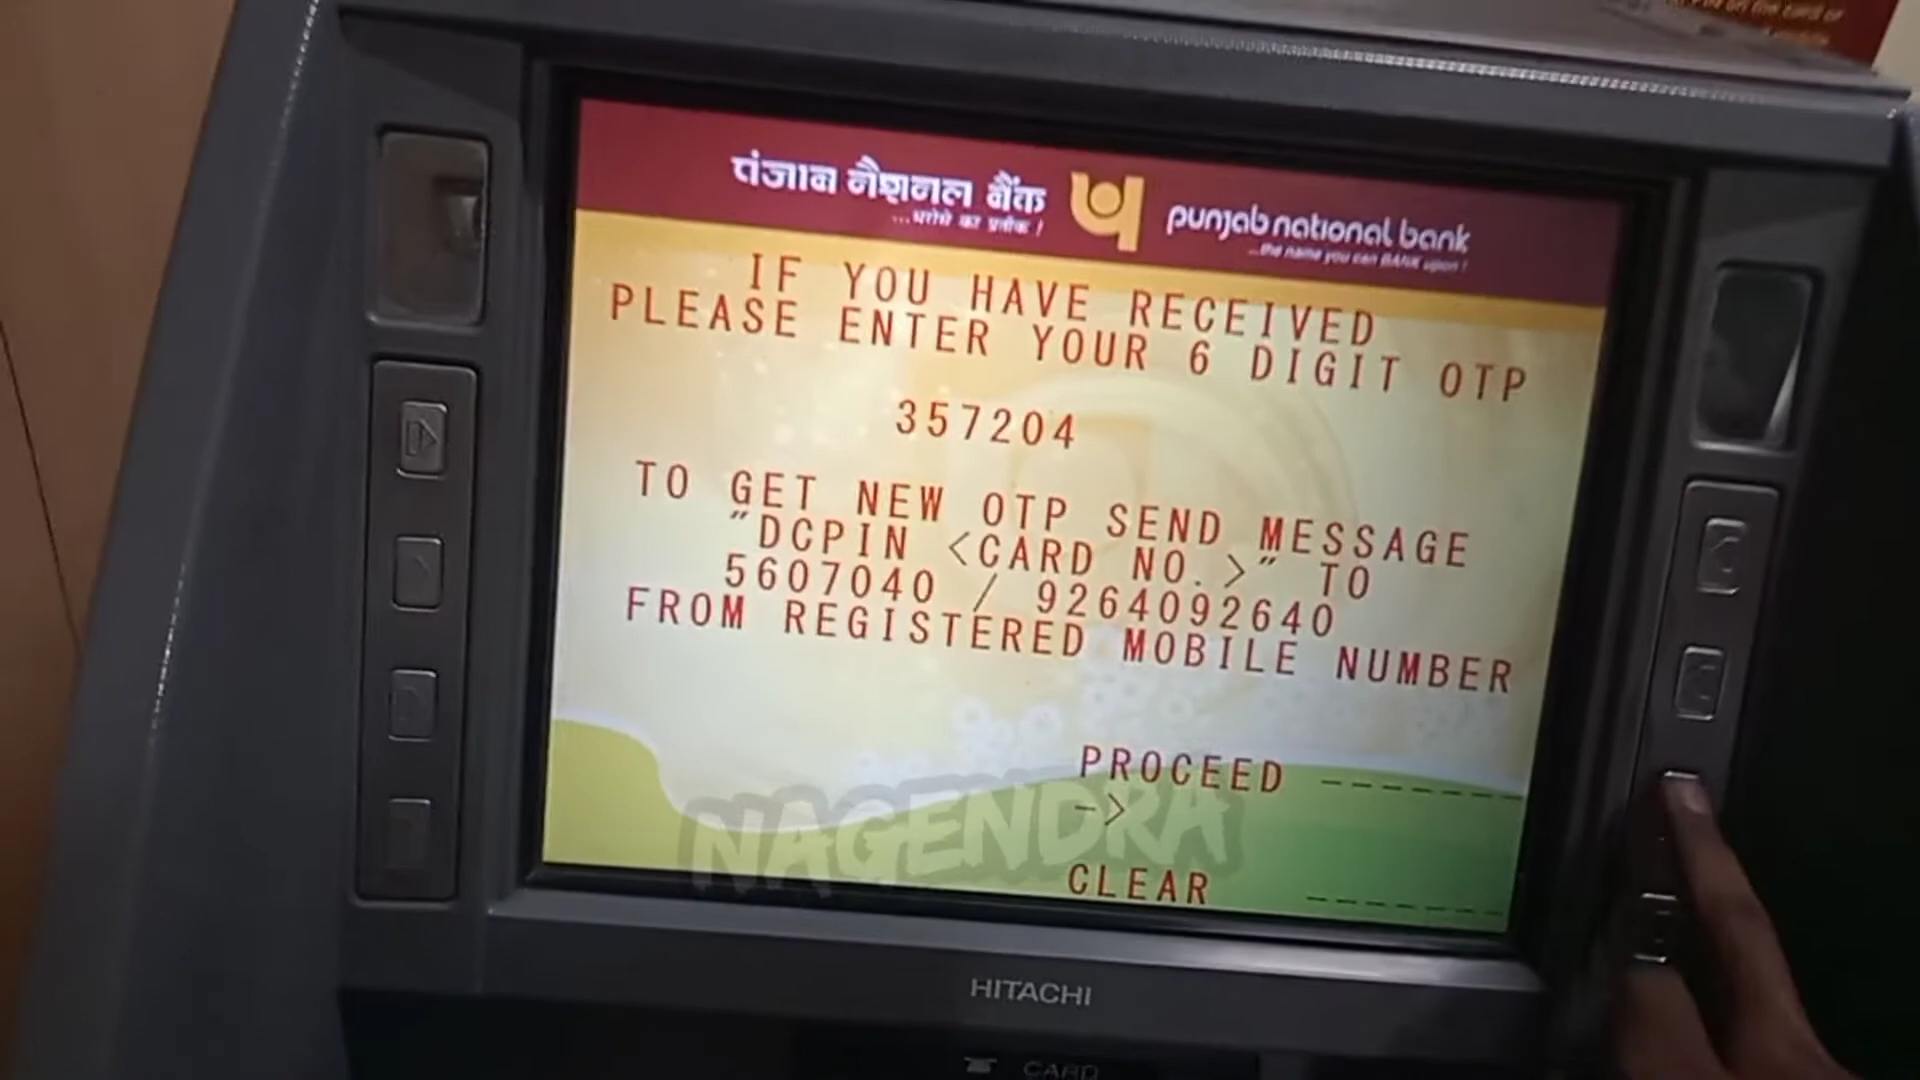 पंजाब नैशनल बैंक
...भरोसे का प्रतीक !
punjab national bank
...the name you can BANK upon !
IF YOU HAVE RECEIVED
PLEASE ENTER YOUR 6 DIGIT OTP
357204
TO GET NEW OTP SEND MESSAGE
"DCPIN <CARD NO.>" TO
5607040 / 9264092640
FROM REGISTERED MOBILE NUMBER
PROCEED -------
->
CLEAR -------
NAGENDRA
HITACHI
CARD